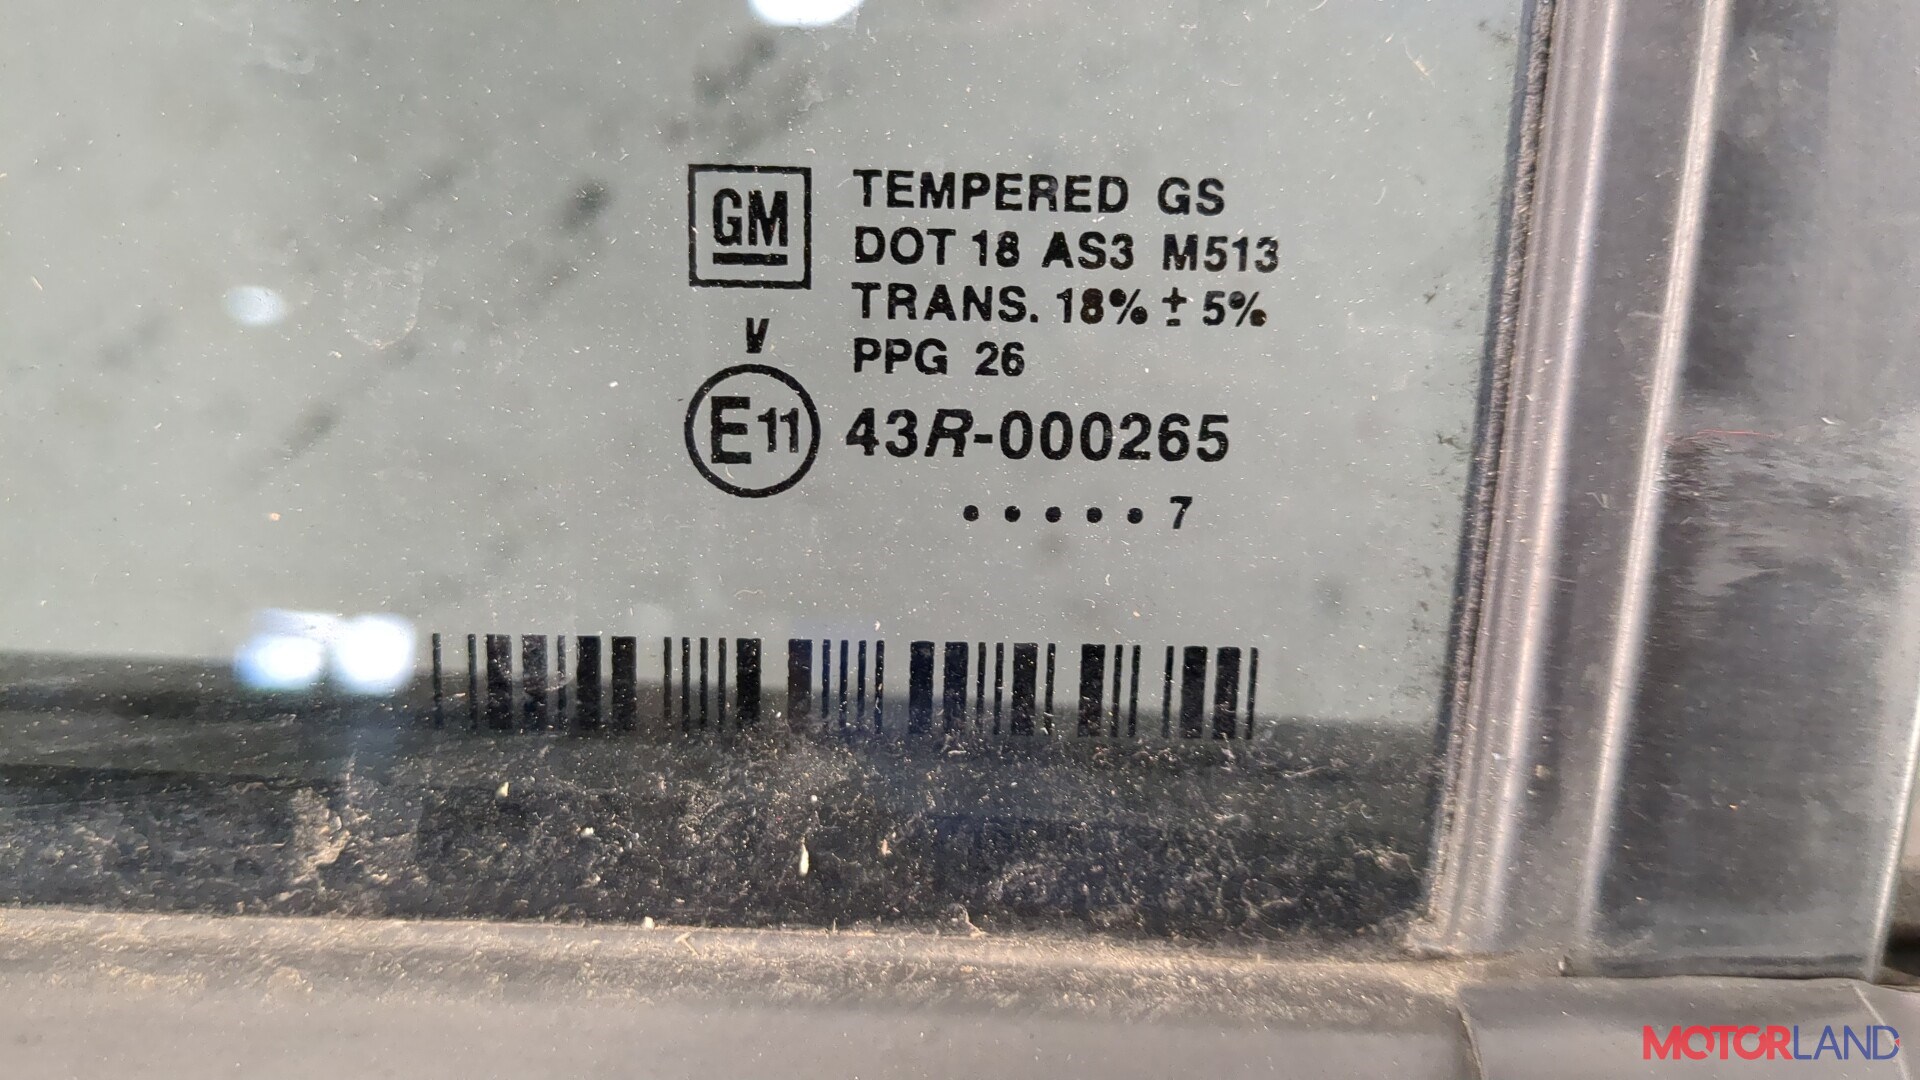 GM
TEMPERED GS
DOT 18 AS3 M513
TRANS. 18% ± 5%
PPG 26
V
E11 43R-000265
.....7
MOTORLAND